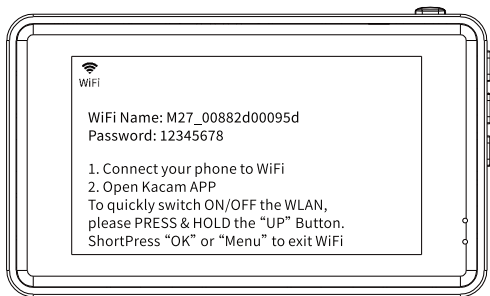 WiFi
WiFi Name: M27_00882d00095d
Password: 12345678
1. Connect your phone to WiFi
2. Open Kacam APP
To quickly switch ON/OFF the WLAN,
please PRESS & HOLD the “UP” Button.
ShortPress “OK” or “Menu” to exit WiFi